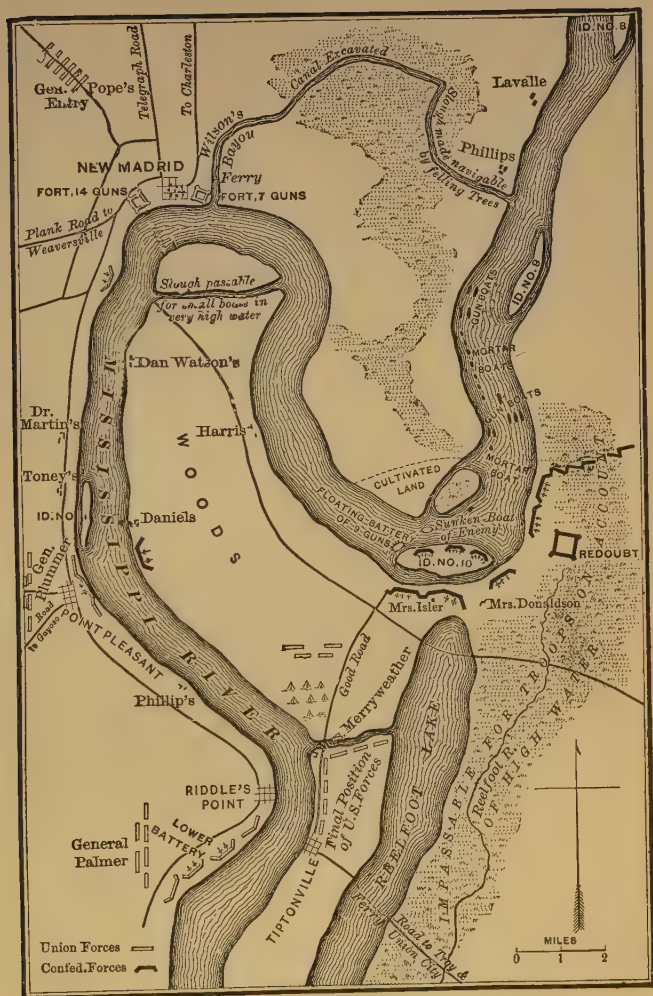 ID. NO. 8
Gen. Pope's
Entry
Telegraph Road
To Charleston
Canal Excavated
Wilson's
Bayou
Lavalle
Slough made navigable
by felling Trees
Phillips
NEW MADRID
Ferry
FORT, 14 GUNS
FORT, 7 GUNS
Plank Road to
Weaversville
Slough passable
for small boats in
very high water
ID. NO. 9
GUN BOATS
MORTAR
BOATS
GUN BOATS
MORTAR
BOAT
Dan Watson's
Dr.
Martin's
Harris
WOODS
CULTIVATED
LAND
Toney's
ID. NO
Daniels
FLOATING-BATTERY
OF 9 GUNS
Sunken Boat
of Enemy
ID. NO. 10
REDOUBT
Gen.
Plummer
Road
to Gayoso
POINT PLEASANT
Mrs. Isler
Mrs. Donaldson
MISSISSIPPI RIVER
Good Road
Phillip's
Merryweather
IMPASSABLE FOR TROOPS ON ACCOUNT
OF HIGH WATER
Reelfoot R.
REELFOOT LAKE
RIDDLE'S
POINT
Final Position
of U.S. Forces
LOWER
BATTERY
General
Palmer
TIPTONVILLE
Road to Troy &
Union City
Union Forces
Confed. Forces
MILES
0 1 2